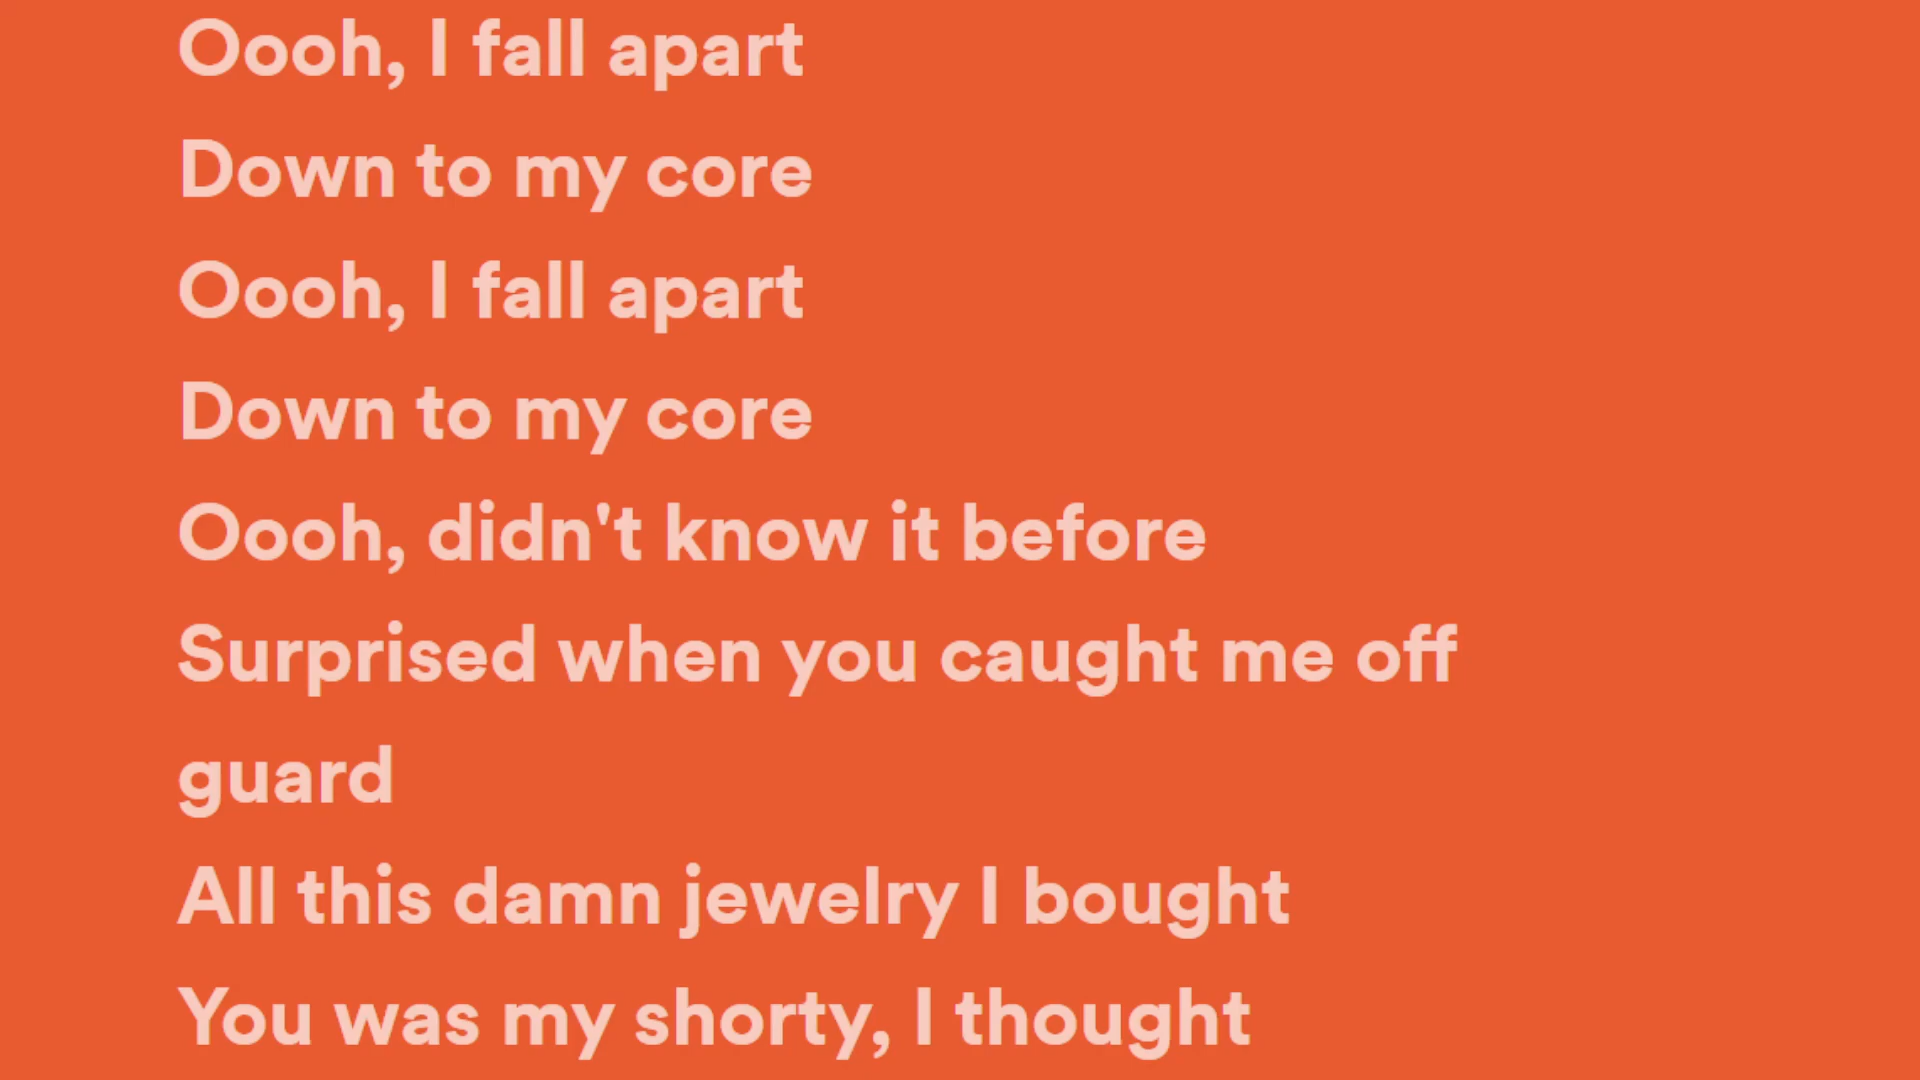 Oooh, I fall apart
Down to my core
Oooh, I fall apart
Down to my core
Oooh, didn't know it before
Surprised when you caught me off
guard
All this damn jewelry I bought
You was my shorty, I thought